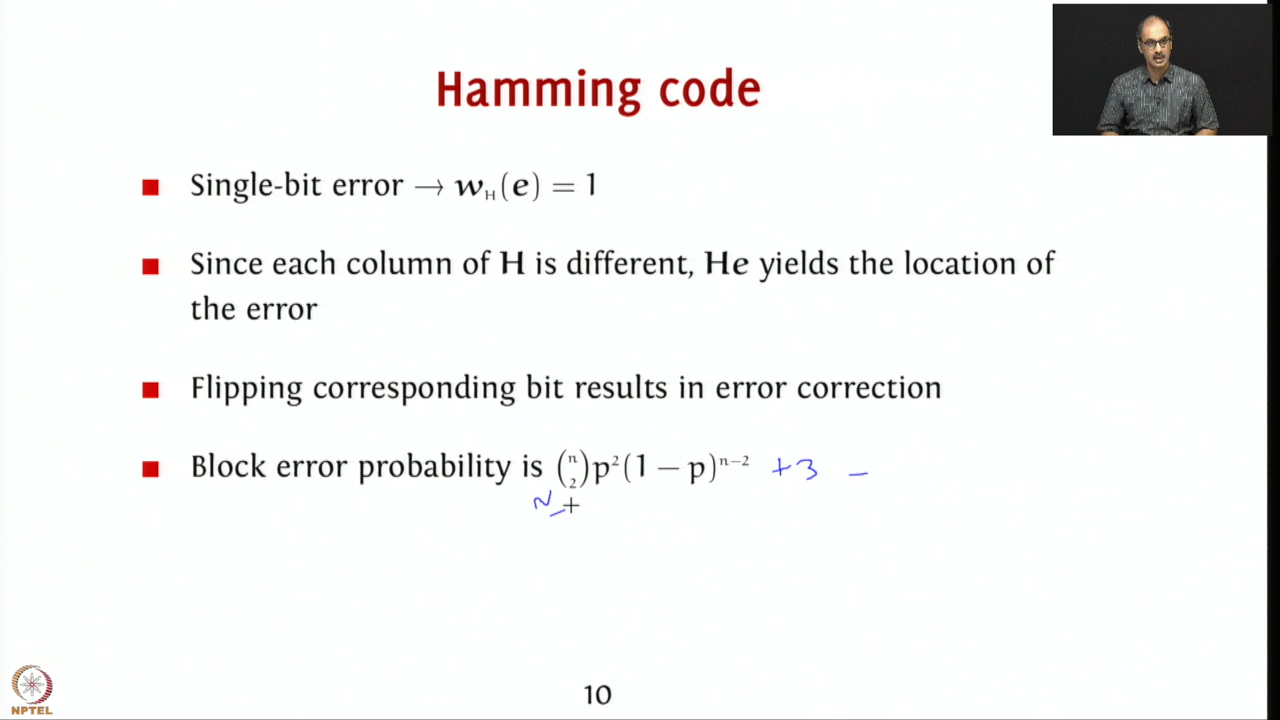 Hamming code
Single-bit error → w_H(e) = 1
Since each column of H is different, He yields the location of
the error
Flipping corresponding bit results in error correction
Block error probability is (n 2)p²(1 − p)ⁿ⁻² +3 –
10
NPTEL